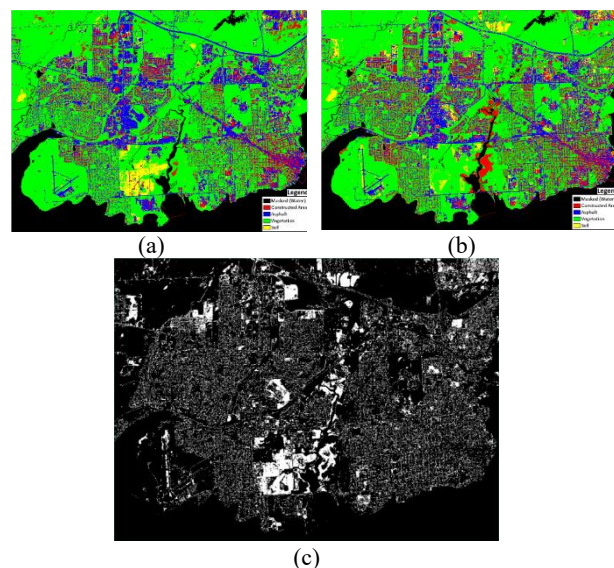 Legend
Masked (Water)
Constructed Area
Asphalt
Vegetation
Soil
(a)
Legend
Masked (Water)
Constructed Area
Asphalt
Vegetation
Soil
(b)
(c)